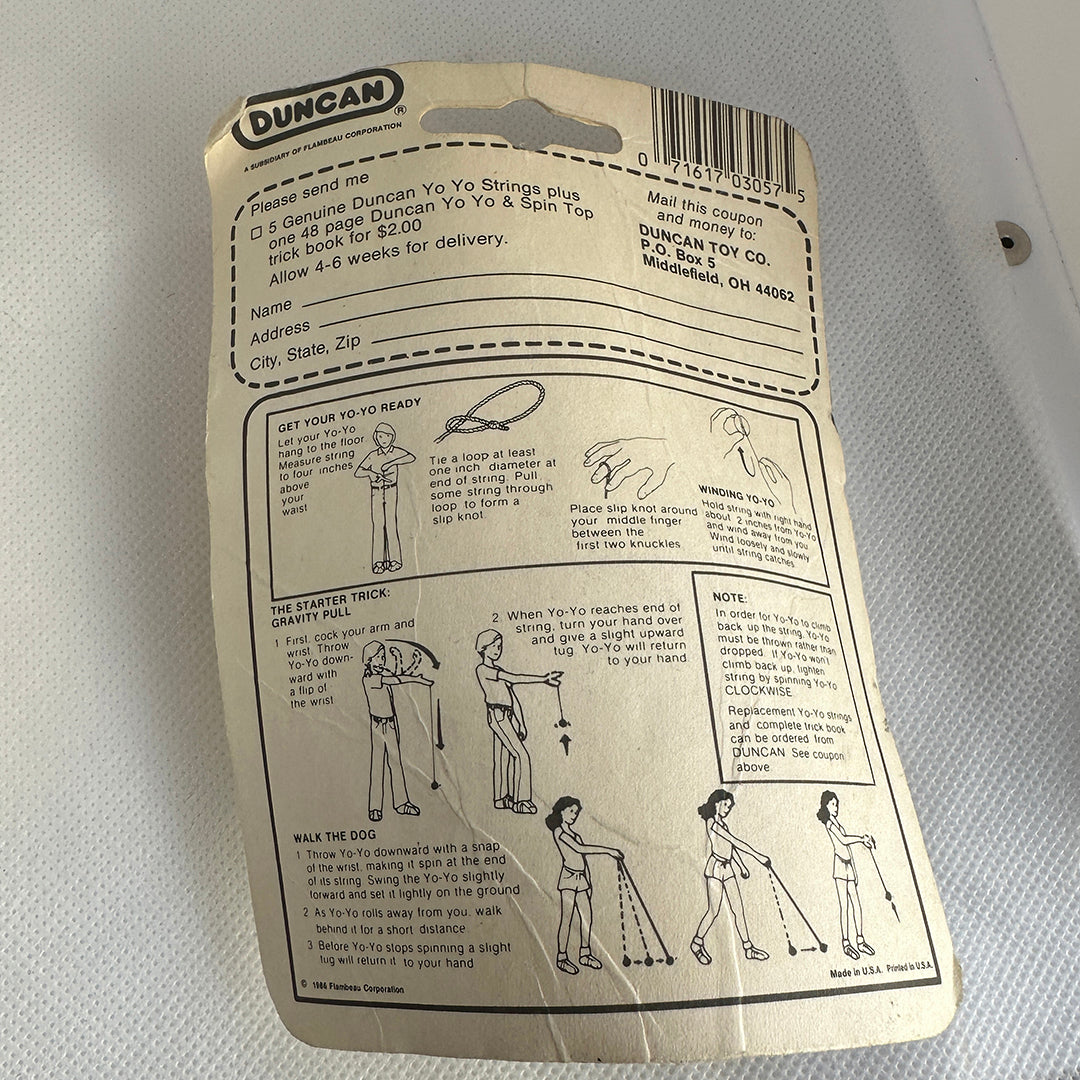 DUNCAN®
A SUBSIDIARY OF FLAMBEAU CORPORATION
0 71617 03057 5
Please send me
□ 5 Genuine Duncan Yo Yo Strings plus
one 48 page Duncan Yo Yo & Spin Top
trick book for $2.00
Allow 4-6 weeks for delivery.
Mail this coupon
and money to:
DUNCAN TOY CO.
P.O. Box 5
Middlefield, OH 44062
Name
Address
City, State, Zip
GET YOUR YO-YO READY
Let your Yo-Yo
hang to the floor
Measure string
to four inches
above
your
waist
Tie a loop at least
one inch diameter at
end of string. Pull
some string through
loop to form a
slip knot.
Place slip knot around
your middle finger
between the
first two knuckles
WINDING YO-YO
Hold string with right hand
about 2 inches from Yo-Yo
and wind away from you
Wind loosely and slowly
until string catches.
THE STARTER TRICK:
GRAVITY PULL
1 First, cock your arm and
wrist. Throw
Yo-Yo down-
ward with
a flip of
the wrist
2. When Yo-Yo reaches end of
string, turn your hand over
and give a slight upward
tug. Yo-Yo will return
to your hand.
NOTE:
In order for Yo-Yo to climb
back up the string, Yo-Yo
must be thrown rather than
dropped. If Yo-Yo won't
climb back up, tighten
string by spinning Yo-Yo
CLOCKWISE.
Replacement Yo-Yo strings
and complete trick book
can be ordered from
DUNCAN See coupon
above
WALK THE DOG
1 Throw Yo-Yo downward with a snap
of the wrist, making it spin at the end
of its string Swing the Yo-Yo slightly
forward and set it lightly on the ground
2 As Yo-Yo rolls away from you, walk
behind it for a short distance
3 Before Yo-Yo stops spinning a slight
tug will return it to your hand
© 1986 Flambeau Corporation
Made in U.S.A. Printed in U.S.A.